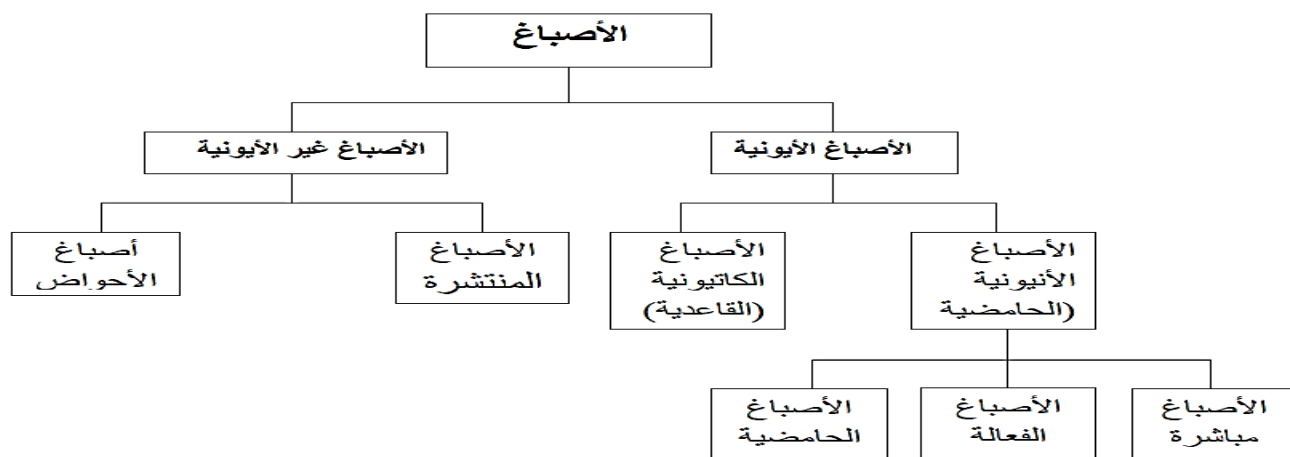 الأصباغ
الأصباغ الأيونية
الأصباغ غير الأيونية
الأصباغ
الأنيونية
(الحامضية
الأصباغ
الكاتيونية
(القاعدية)
الأصباغ
المنتشرة
أصباغ
الأحواض
الأصباغ
مباشرة
الأصباغ
الفعالة
الأصباغ
الحامضية